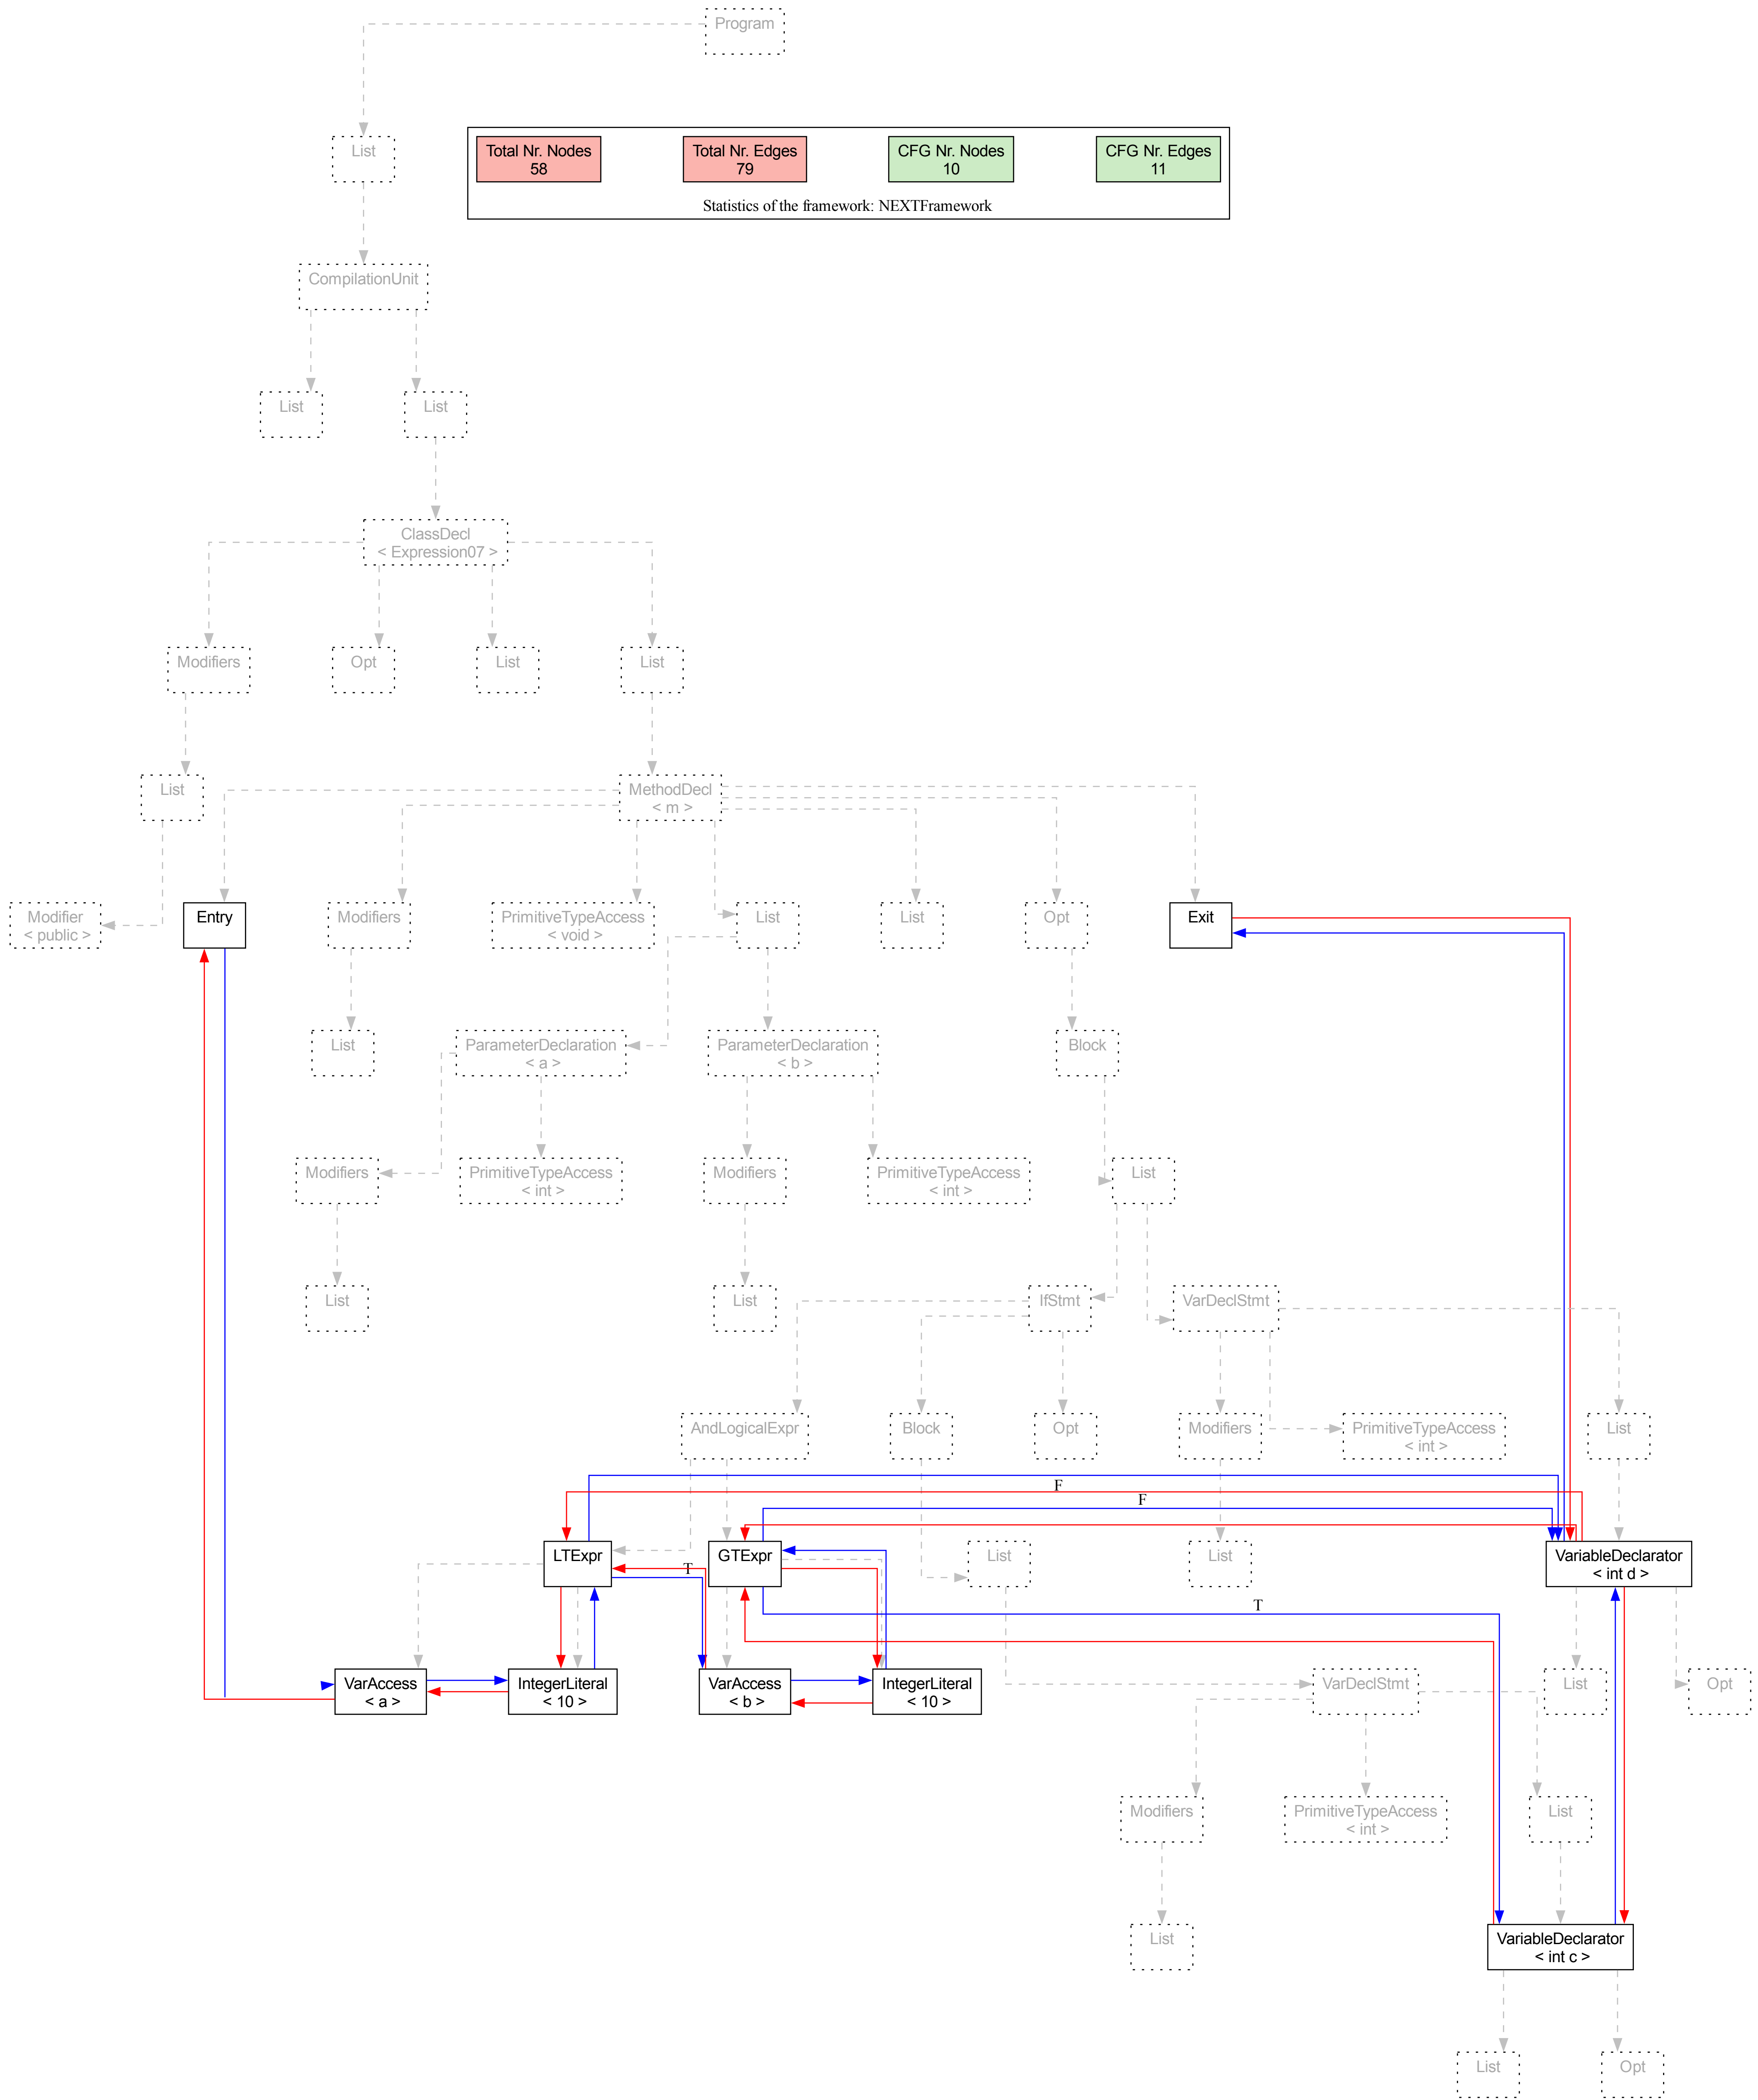 Program
List
Total Nr. Nodes
58
Total Nr. Edges
79
CFG Nr. Nodes
10
CFG Nr. Edges
11
Statistics of the framework: NEXTFramework
CompilationUnit
List
List
ClassDecl
< Expression07 >
Modifiers
Opt
List
List
List
MethodDecl
< m >
Modifier
< public >
Entry
Modifiers
PrimitiveTypeAccess
< void >
List
List
Opt
Exit
List
ParameterDeclaration
< a >
ParameterDeclaration
< b >
Block
Modifiers
PrimitiveTypeAccess
< int >
Modifiers
PrimitiveTypeAccess
< int >
List
List
List
IfStmt
VarDeclStmt
AndLogicalExpr
Block
Opt
Modifiers
PrimitiveTypeAccess
< int >
List
F
F
LTExpr
T
GTExpr
List
List
VariableDeclarator
< int d >
T
VarAccess
< a >
IntegerLiteral
< 10 >
VarAccess
< b >
IntegerLiteral
< 10 >
VarDeclStmt
List
Opt
Modifiers
PrimitiveTypeAccess
< int >
List
List
VariableDeclarator
< int c >
List
Opt